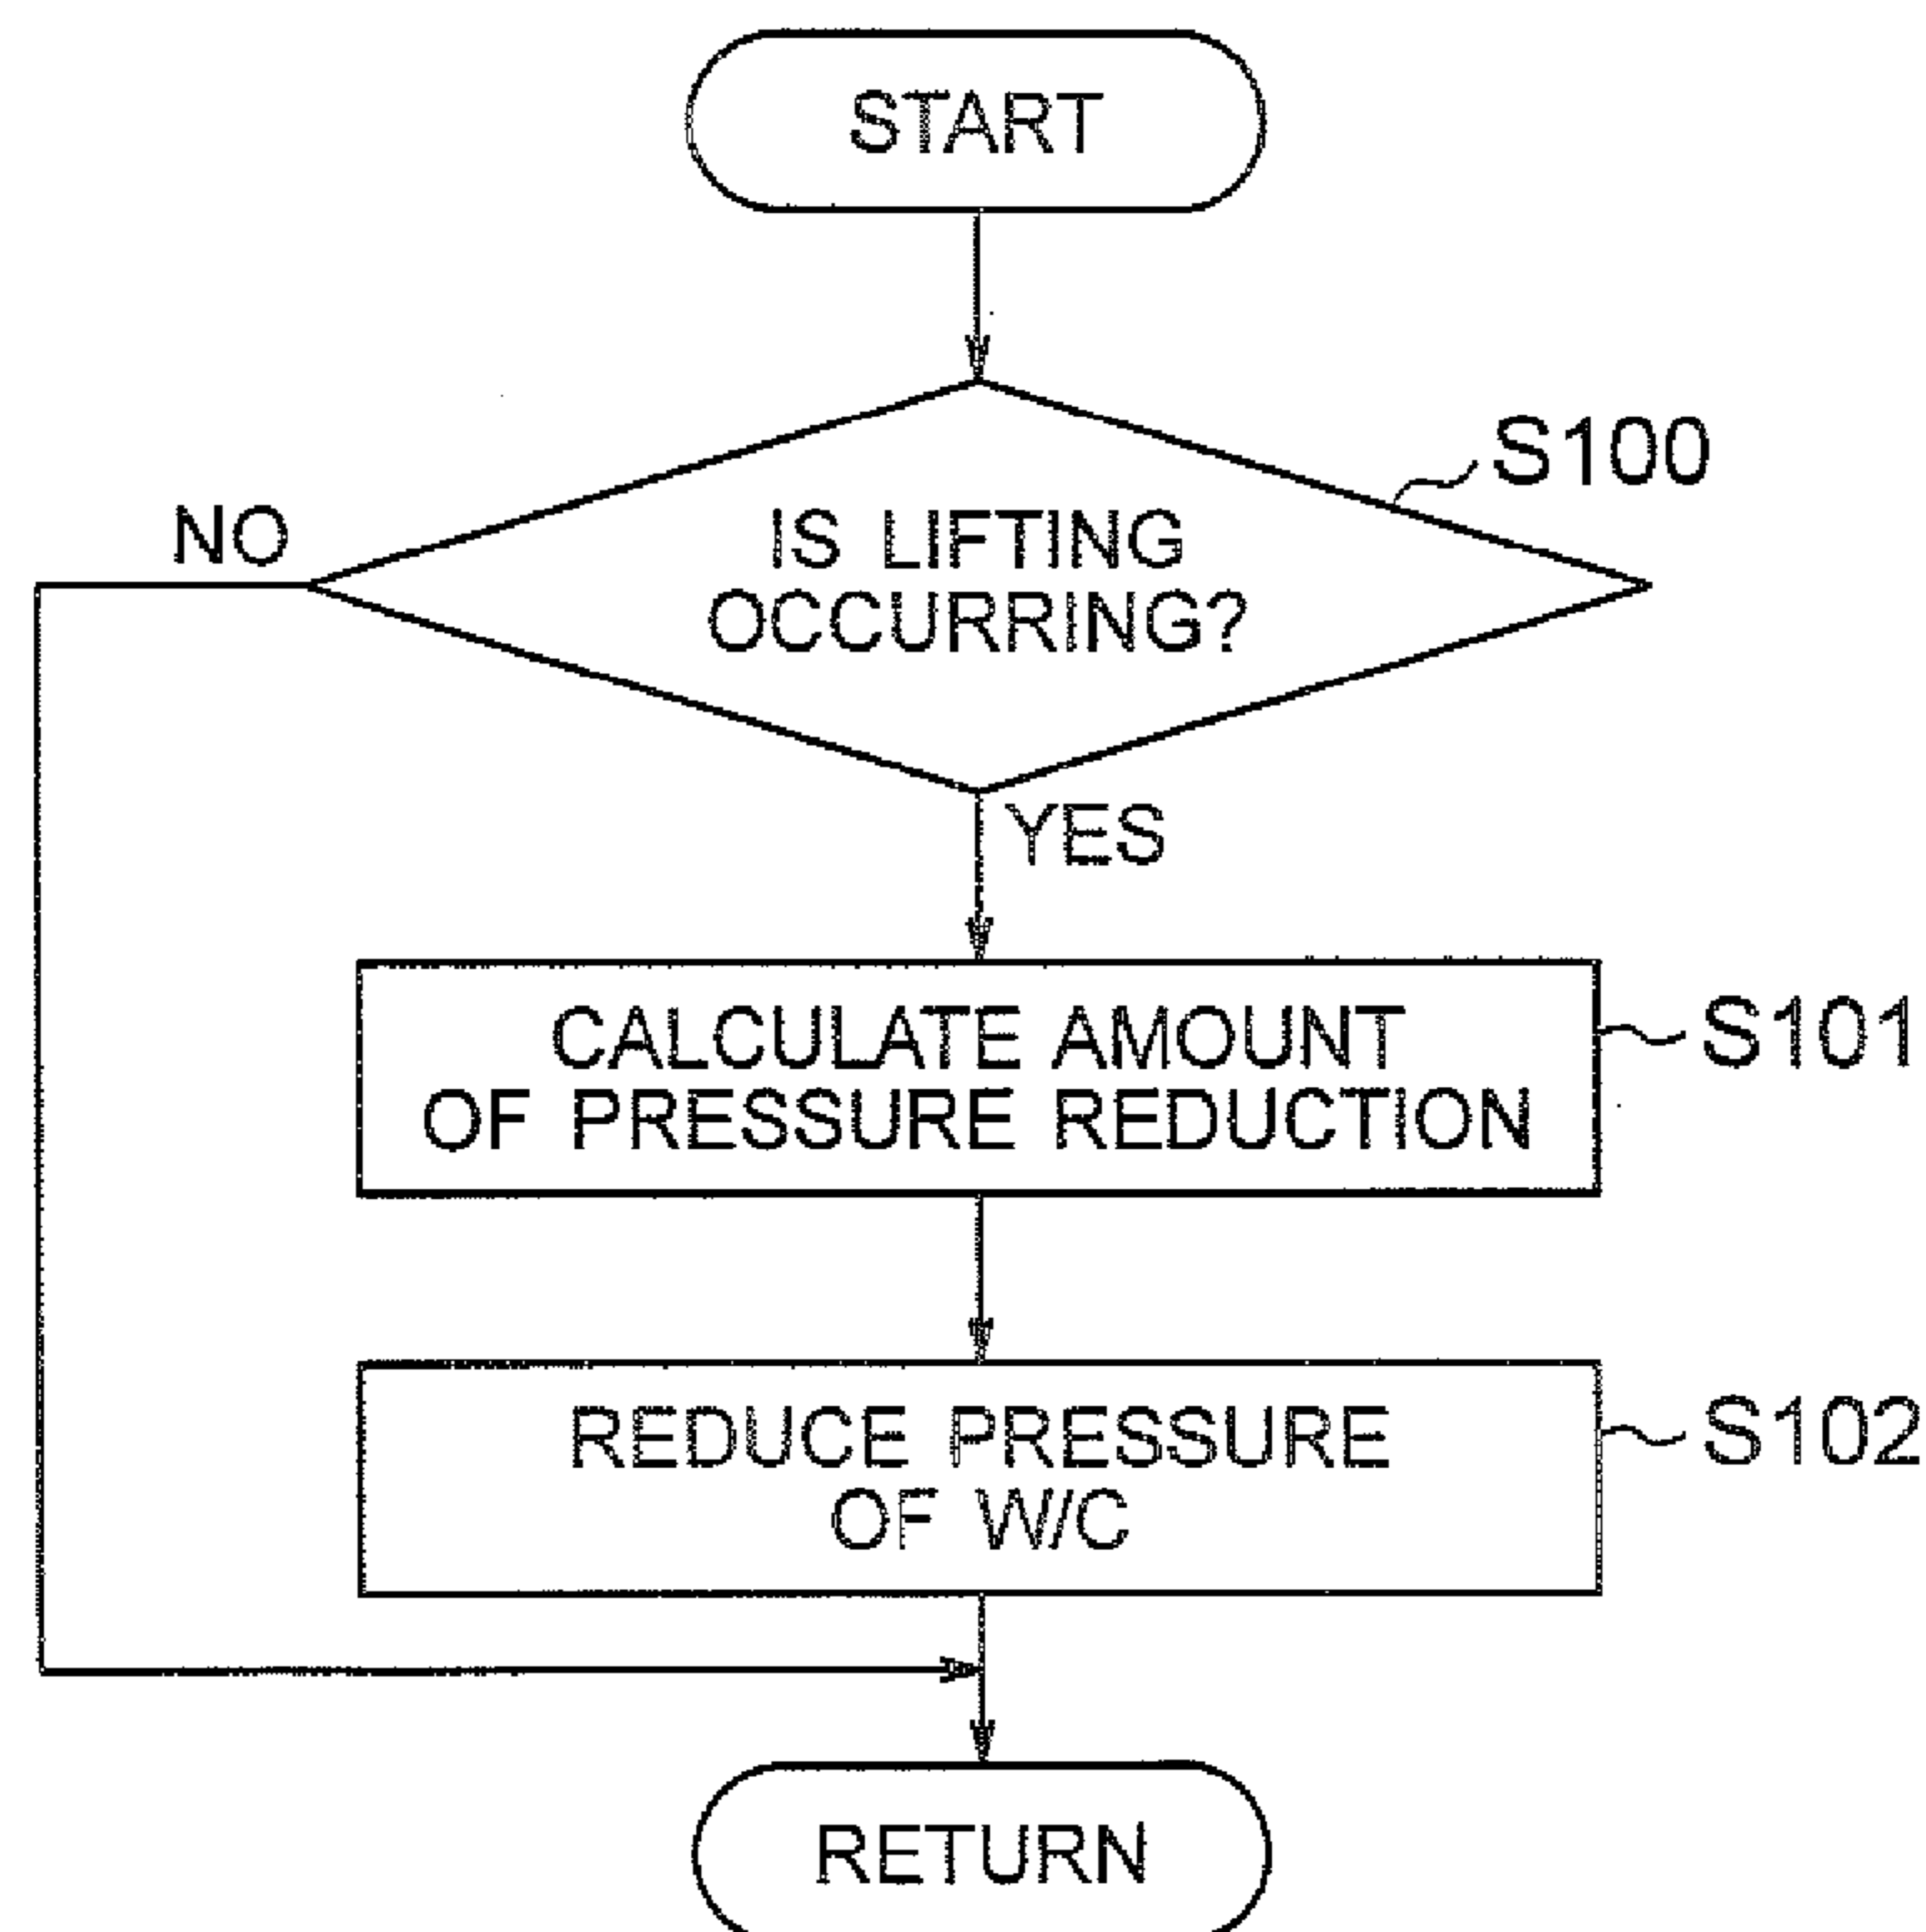 START
S100
NO
IS LIFTING
OCCURRING?
YES
CALCULATE AMOUNT
OF PRESSURE REDUCTION
S101
REDUCE PRESSURE
OF W/C
S102
RETURN